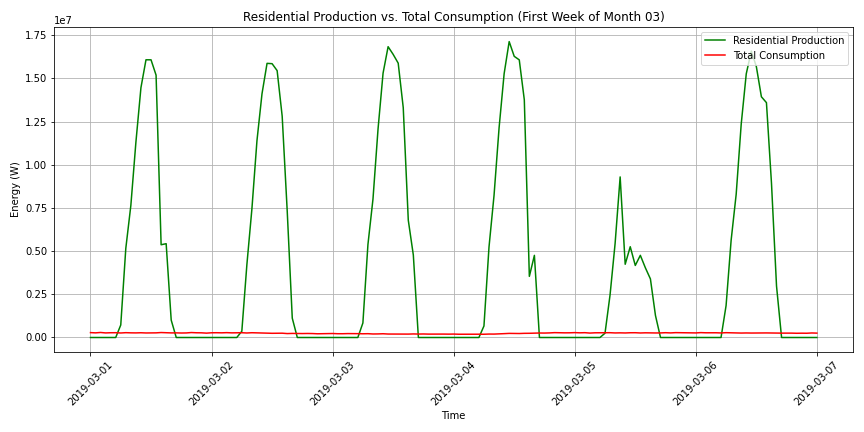 Residential Production vs. Total Consumption (First Week of Month 03)
1e7
1.75
1.50
1.25
1.00
0.75
0.50
0.25
0.00
Energy (W)
Residential Production
Total Consumption
2019-03-01
2019-03-02
2019-03-03
2019-03-04
2019-03-05
2019-03-06
2019-03-07
Time